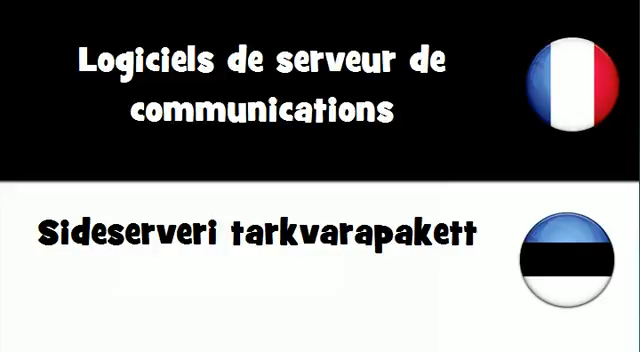 Logiciels de serveur de
communications
Sideserveri tarkvarapakett